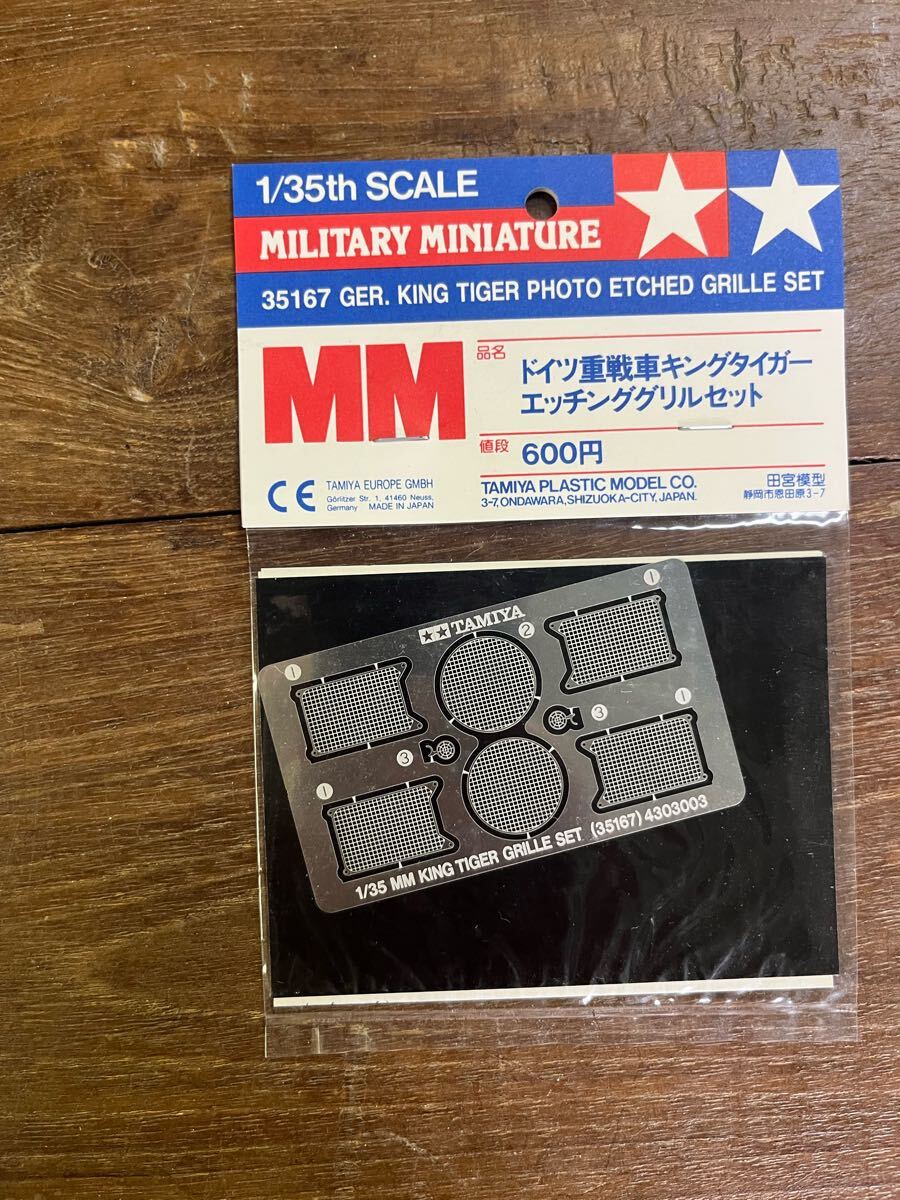 1/35th SCALE
MILITARY MINIATURE
35167 GER. KING TIGER PHOTO ETCHED GRILLE SET
MM
品名
ドイツ重戦車キングタイガー
エッチンググリルセット
値段
600円
CE
TAMIYA EUROPE GMBH
Görlitzer Str. 1, 41460 Neuss,
Germany MADE IN JAPAN
TAMIYA PLASTIC MODEL CO.
3-7, ONDAWARA, SHIZUOKA-CITY, JAPAN.
田宮模型
静岡市恩田原3-7
TAMIYA
1
2
1
1
3
3
1
1/35 MM KING TIGER GRILLE SET (35167) 4303003